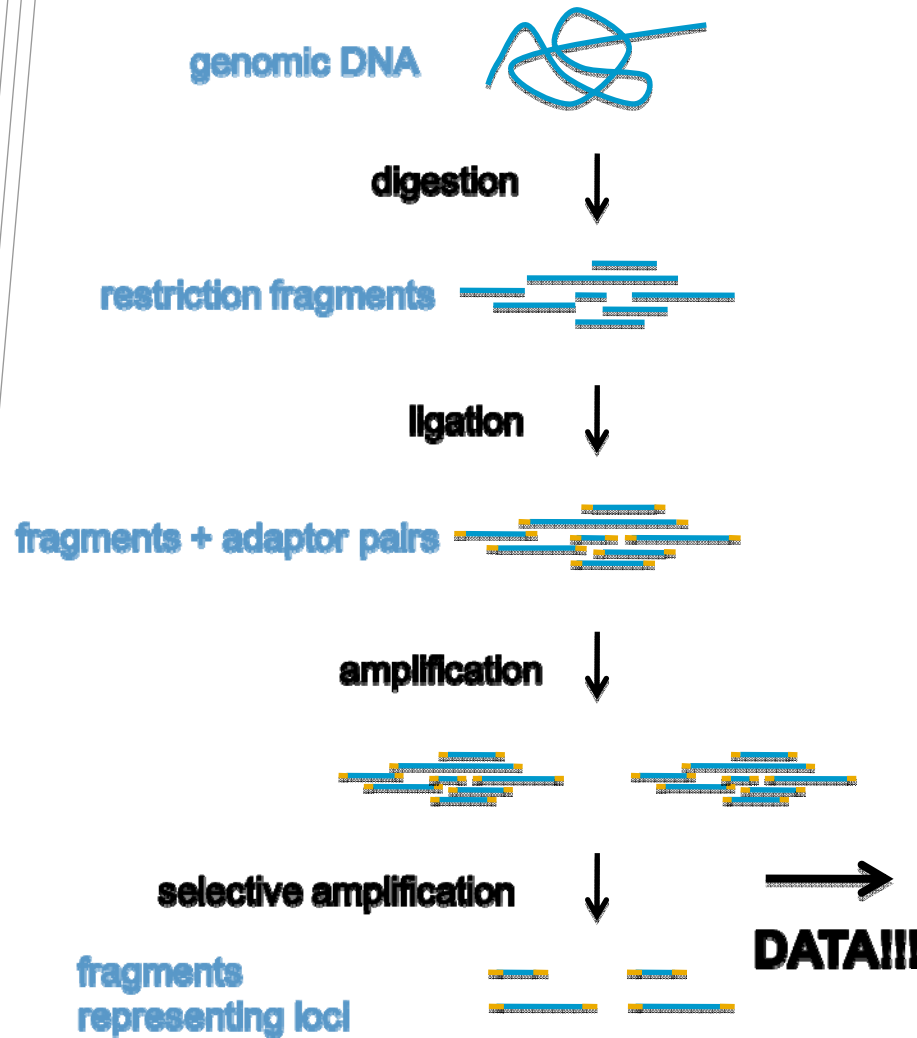 genomic DNA
digestion
restriction fragments
ligation
fragments + adaptor pairs
amplification
selective amplification
DATA!!!
fragments
representing loci